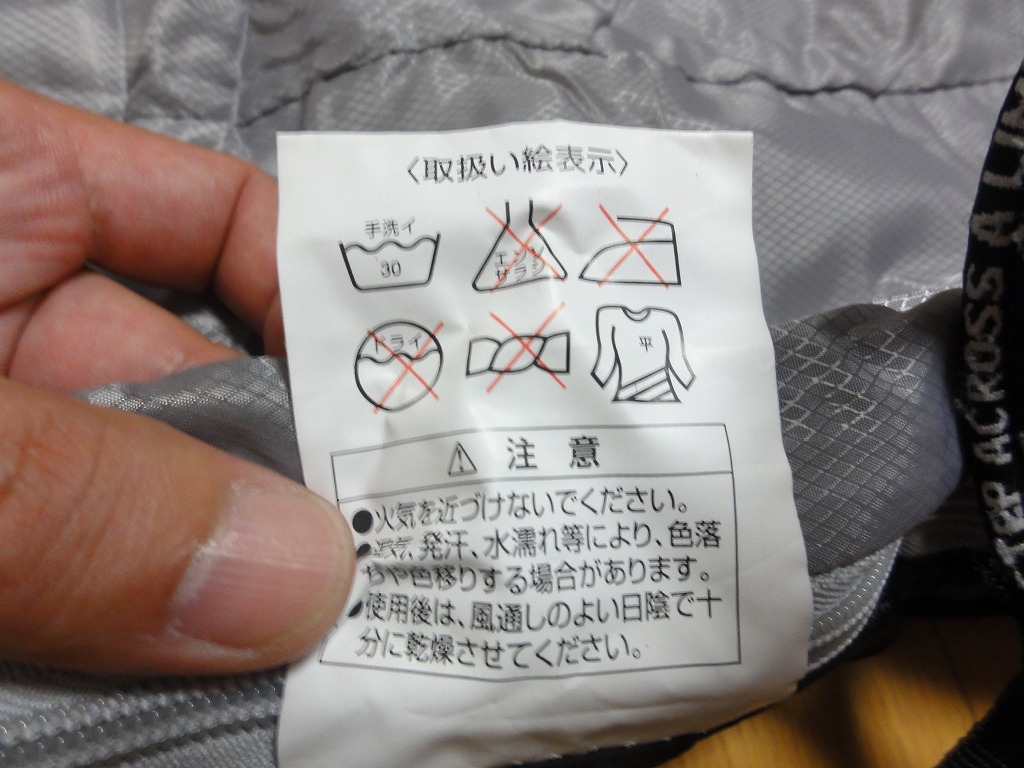 〈取扱い絵表示〉
手洗イ
30
エンソ
サラシ
ドライ
平
注 意
●火気を近づけないでください。
●湿気、発汗、水濡れ等により、色落
ちや色移りする場合があります。
●使用後は、風通しのよい日陰で十
分に乾燥させてください。
STEP ACROSS A LIN